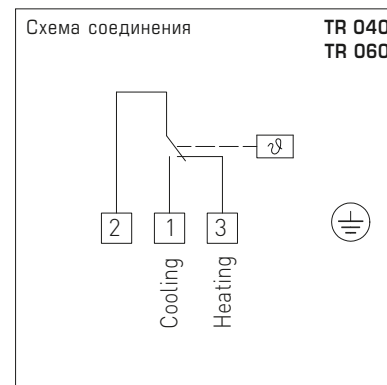 Схема соединения
TR 040
TR 060
ϑ
2
1
3
Cooling
Heating